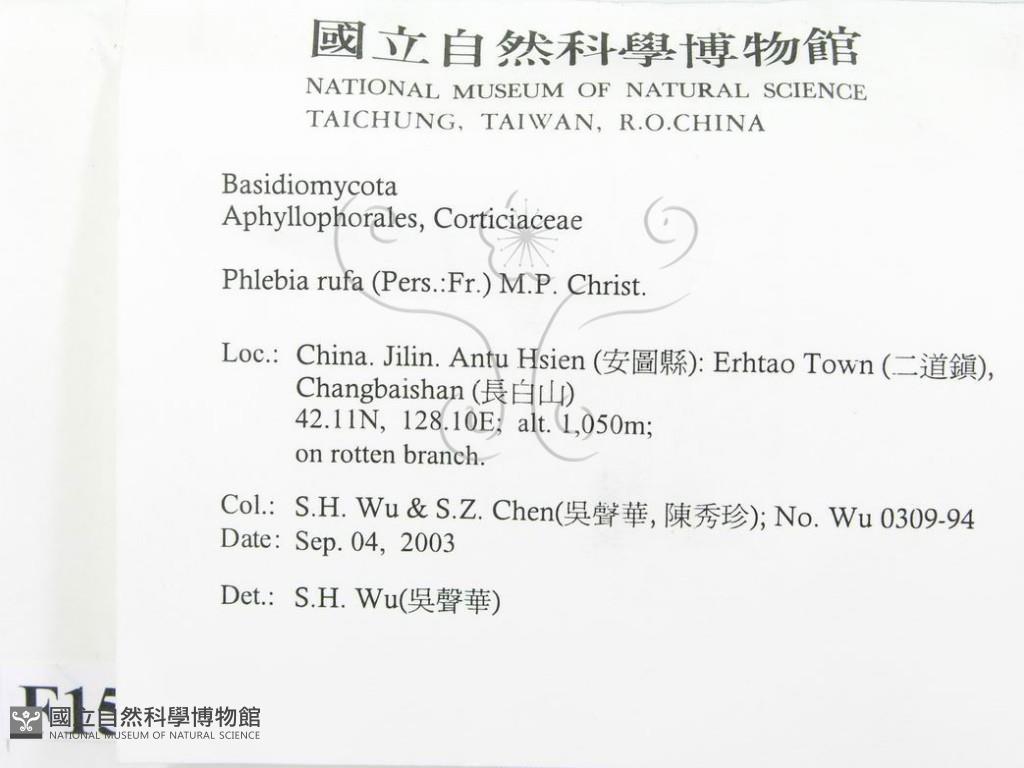 國立自然科學博物館
NATIONAL MUSEUM OF NATURAL SCIENCE
TAICHUNG, TAIWAN, R.O.CHINA
Basidiomycota
Aphyllophorales, Corticiaceae
Phlebia rufa (Pers.:Fr.) M.P. Christ.
Loc.: China. Jilin. Antu Hsien (安圖縣): Erhtao Town (二道鎮),
Changbaishan (長白山)
42.11N, 128.10E; alt. 1,050m;
on rotten branch.
Col.: S.H. Wu & S.Z. Chen(吳聲華, 陳秀珍); No. Wu 0309-94
Date: Sep. 04, 2003
Det.: S.H. Wu(吳聲華)
F15
國立自然科學博物館
NATIONAL MUSEUM OF NATURAL SCIENCE